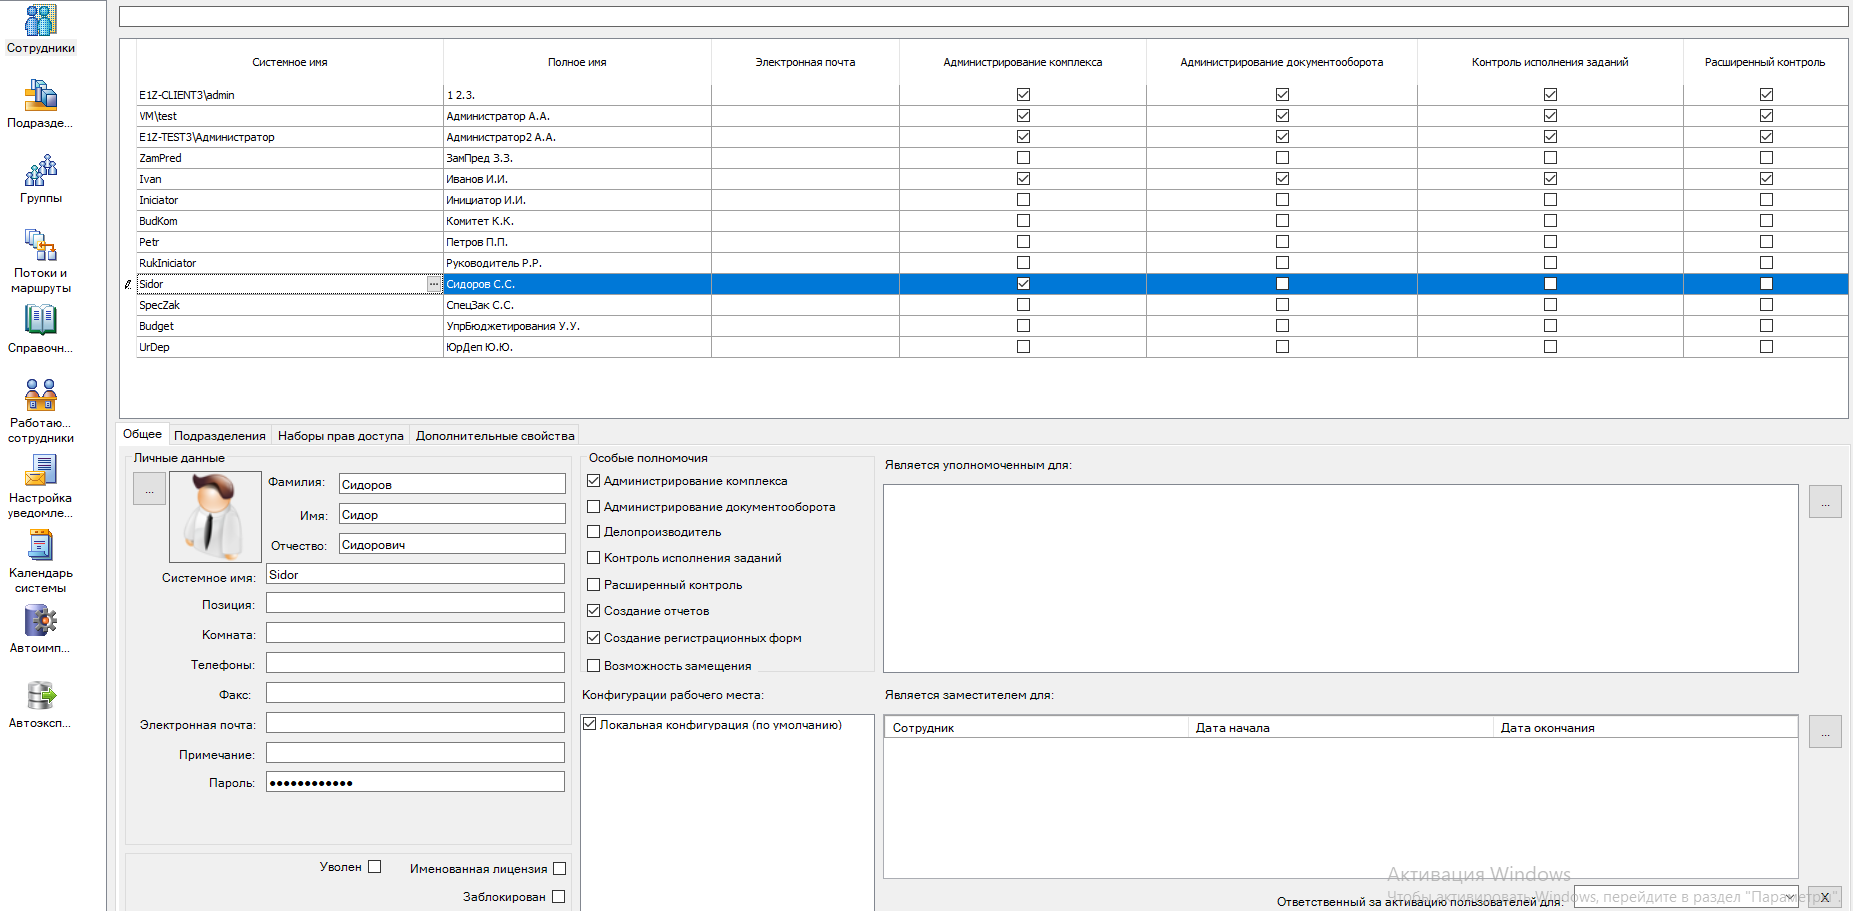 Сотрудники
Подразде...
Группы
Потоки и
маршруты
Справочн...
Работаю...
сотрудники
Настройка
уведомле...
Календарь
системы
Автоимп...
Автоэксп...
Системное имя Полное имя Электронная почта Администрирование комплекса Администрирование документооборота Контроль исполнения заданий Расширенный контроль
E1Z-CLIENT3\admin 1 2.3.
VM\test Администратор А.А.
E1Z-TEST3\Администратор Администратор2 А.А.
ZamPred ЗамПред З.З.
Ivan Иванов И.И.
Iniciator Инициатор И.И.
BudKom Комитет К.К.
Petr Петров П.П.
RukIniciator Руководитель Р.Р.
Sidor ... Сидоров С.С.
SpecZak СпецЗак С.С.
Budget УпрБюджетирования У.У.
UrDep ЮрДеп Ю.Ю.
Общее Подразделения Наборы прав доступа Дополнительные свойства
Личные данные
...
Фамилия: Сидоров
Имя: Сидор
Отчество: Сидорович
Системное имя: Sidor
Позиция:
Комната:
Телефоны:
Факс:
Электронная почта:
Примечание:
Пароль: ●●●●●●●●●●●●
Уволен Именованная лицензия
Заблокирован
Особые полномочия
Администрирование комплекса
Администрирование документооборота
Делопроизводитель
Контроль исполнения заданий
Расширенный контроль
Создание отчетов
Создание регистрационных форм
Возможность замещения
Конфигурации рабочего места:
Локальная конфигурация (по умолчанию)
Является уполномоченным для:
...
Является заместителем для:
Сотрудник Дата начала Дата окончания
...
Активация Windows
Чтобы активировать Windows, перейдите в раздел "Параметры".
Ответственный за активацию пользователей для: X